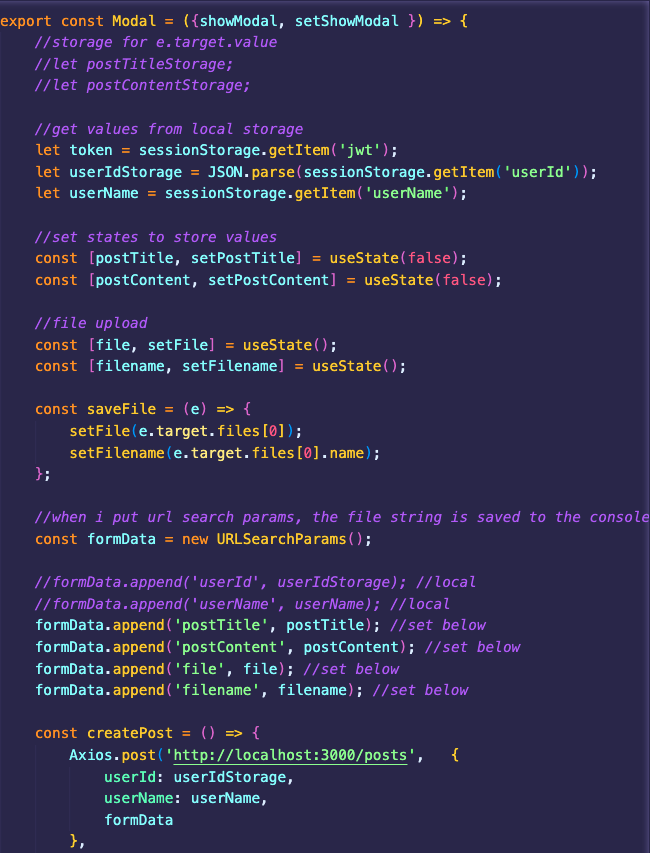 export const Modal = ({showModal, setShowModal }) => {
//storage for e.target.value
//let postTitleStorage;
//let postContentStorage;
//get values from local storage
let token = sessionStorage.getItem('jwt');
let userIdStorage = JSON.parse(sessionStorage.getItem('userId'));
let userName = sessionStorage.getItem('userName');
//set states to store values
const [postTitle, setPostTitle] = useState(false);
const [postContent, setPostContent] = useState(false);
//file upload
const [file, setFile] = useState();
const [filename, setFilename] = useState();
const saveFile = (e) => {
setFile(e.target.files[0]);
setFilename(e.target.files[0].name);
};
//when i put url search params, the file string is saved to the console
const formData = new URLSearchParams();
//formData.append('userId', userIdStorage); //local
//formData.append('userName', userName); //local
formData.append('postTitle', postTitle); //set below
formData.append('postContent', postContent); //set below
formData.append('file', file); //set below
formData.append('filename', filename); //set below
const createPost = () => {
Axios.post('http://localhost:3000/posts', {
userId: userIdStorage,
userName: userName,
formData
},